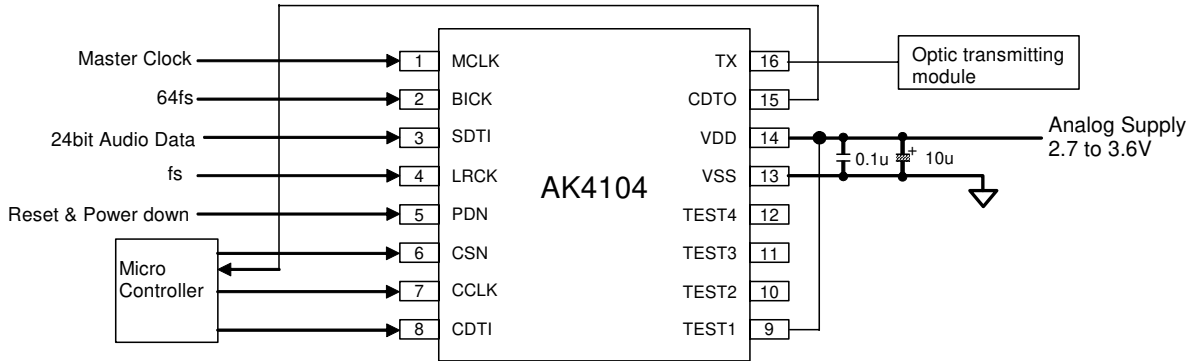 Master Clock
1 MCLK
TX 16
Optic transmitting
module
64fs
2 BICK
CDTO 15
24bit Audio Data
3 SDTI
VDD 14
Analog Supply
2.7 to 3.6V
0.1u
+
10u
fs
4 LRCK
VSS 13
AK4104
Reset & Power down
5 PDN
TEST4 12
Micro
Controller
6 CSN
TEST3 11
7 CCLK
TEST2 10
8 CDTI
TEST1 9